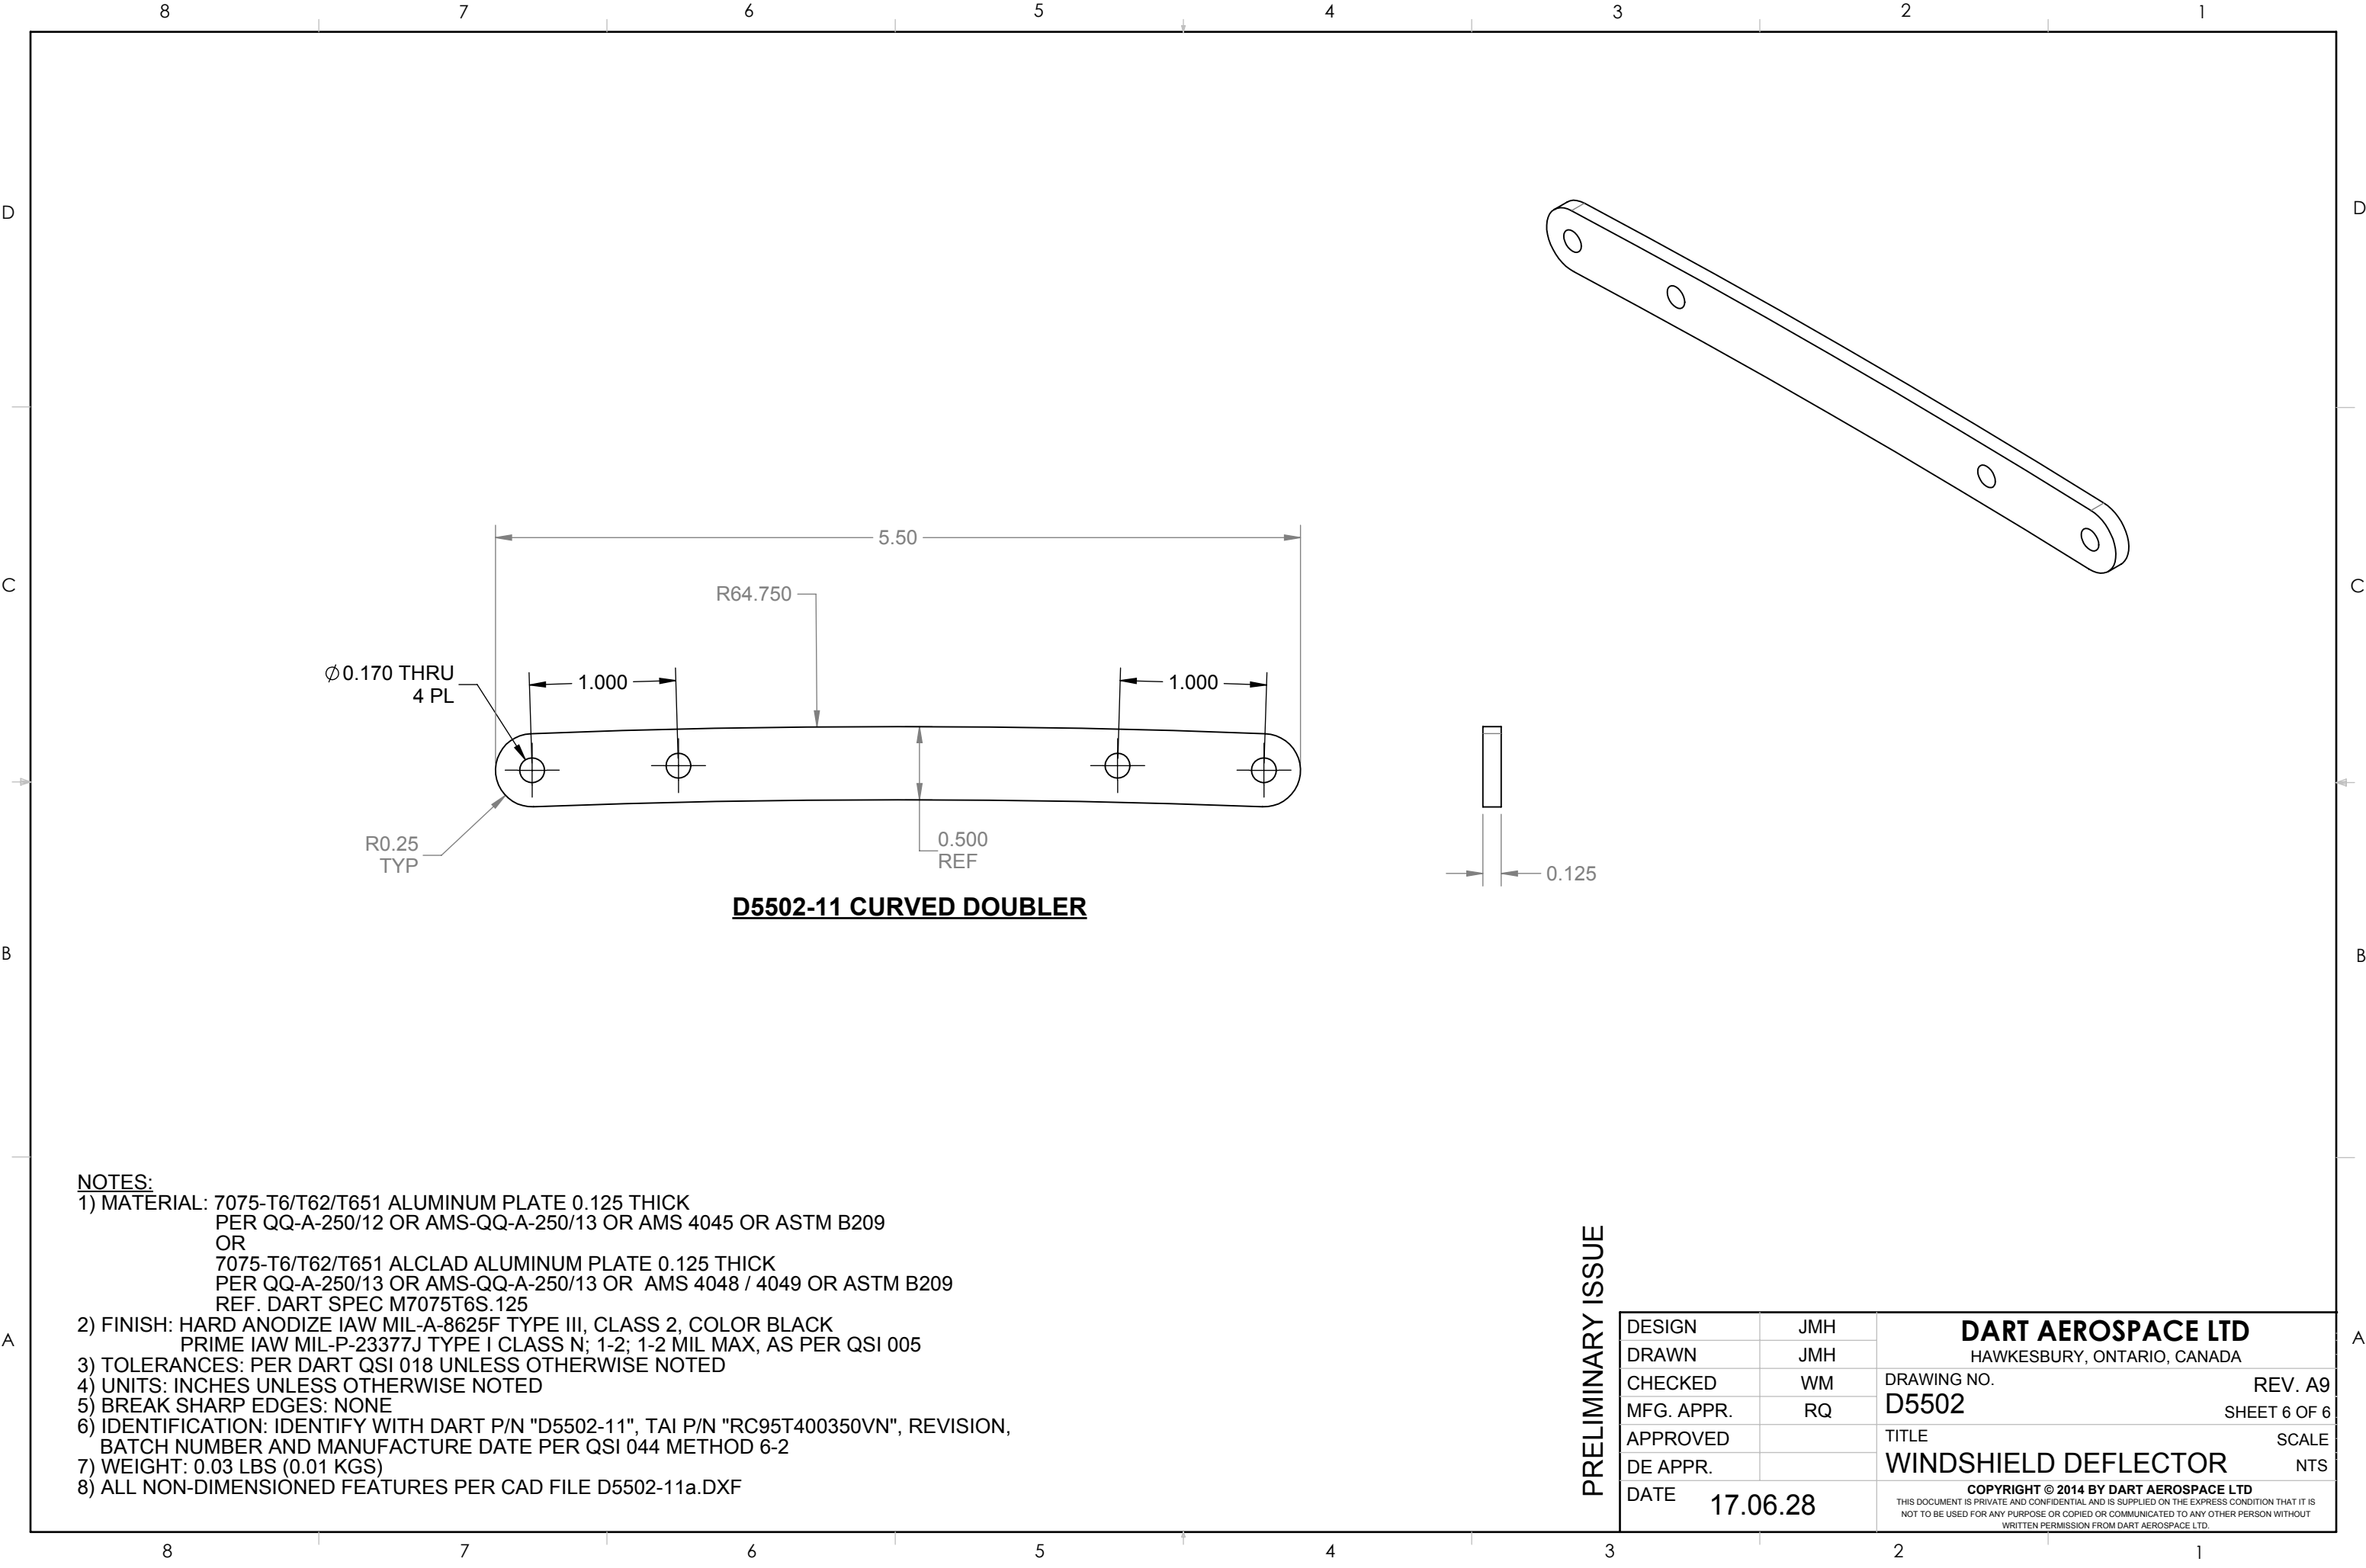 8 7 6 5 4 3 2 1
D D
C C
B B
A A
5.50
R64.750
Ø0.170 THRU
4 PL
1.000
1.000
R0.25
TYP
0.500
REF
0.125
D5502-11 CURVED DOUBLER
NOTES:
1) MATERIAL: 7075-T6/T62/T651 ALUMINUM PLATE 0.125 THICK
PER QQ-A-250/12 OR AMS-QQ-A-250/13 OR AMS 4045 OR ASTM B209
OR
7075-T6/T62/T651 ALCLAD ALUMINUM PLATE 0.125 THICK
PER QQ-A-250/13 OR AMS-QQ-A-250/13 OR AMS 4048 / 4049 OR ASTM B209
REF. DART SPEC M7075T6S.125
2) FINISH: HARD ANODIZE IAW MIL-A-8625F TYPE III, CLASS 2, COLOR BLACK
PRIME IAW MIL-P-23377J TYPE I CLASS N; 1-2; 1-2 MIL MAX, AS PER QSI 005
3) TOLERANCES: PER DART QSI 018 UNLESS OTHERWISE NOTED
4) UNITS: INCHES UNLESS OTHERWISE NOTED
5) BREAK SHARP EDGES: NONE
6) IDENTIFICATION: IDENTIFY WITH DART P/N "D5502-11", TAI P/N "RC95T400350VN", REVISION,
BATCH NUMBER AND MANUFACTURE DATE PER QSI 044 METHOD 6-2
7) WEIGHT: 0.03 LBS (0.01 KGS)
8) ALL NON-DIMENSIONED FEATURES PER CAD FILE D5502-11a.DXF
PRELIMINARY ISSUE
DESIGN JMH
DRAWN JMH
CHECKED WM
MFG. APPR. RQ
APPROVED
DE APPR.
DATE 17.06.28
DART AEROSPACE LTD
HAWKESBURY, ONTARIO, CANADA
DRAWING NO. REV. A9
D5502 SHEET 6 OF 6
TITLE SCALE
WINDSHIELD DEFLECTOR NTS
COPYRIGHT © 2014 BY DART AEROSPACE LTD
THIS DOCUMENT IS PRIVATE AND CONFIDENTIAL AND IS SUPPLIED ON THE EXPRESS CONDITION THAT IT IS
NOT TO BE USED FOR ANY PURPOSE OR COPIED OR COMMUNICATED TO ANY OTHER PERSON WITHOUT
WRITTEN PERMISSION FROM DART AEROSPACE LTD.
8 7 6 5 4 3 2 1